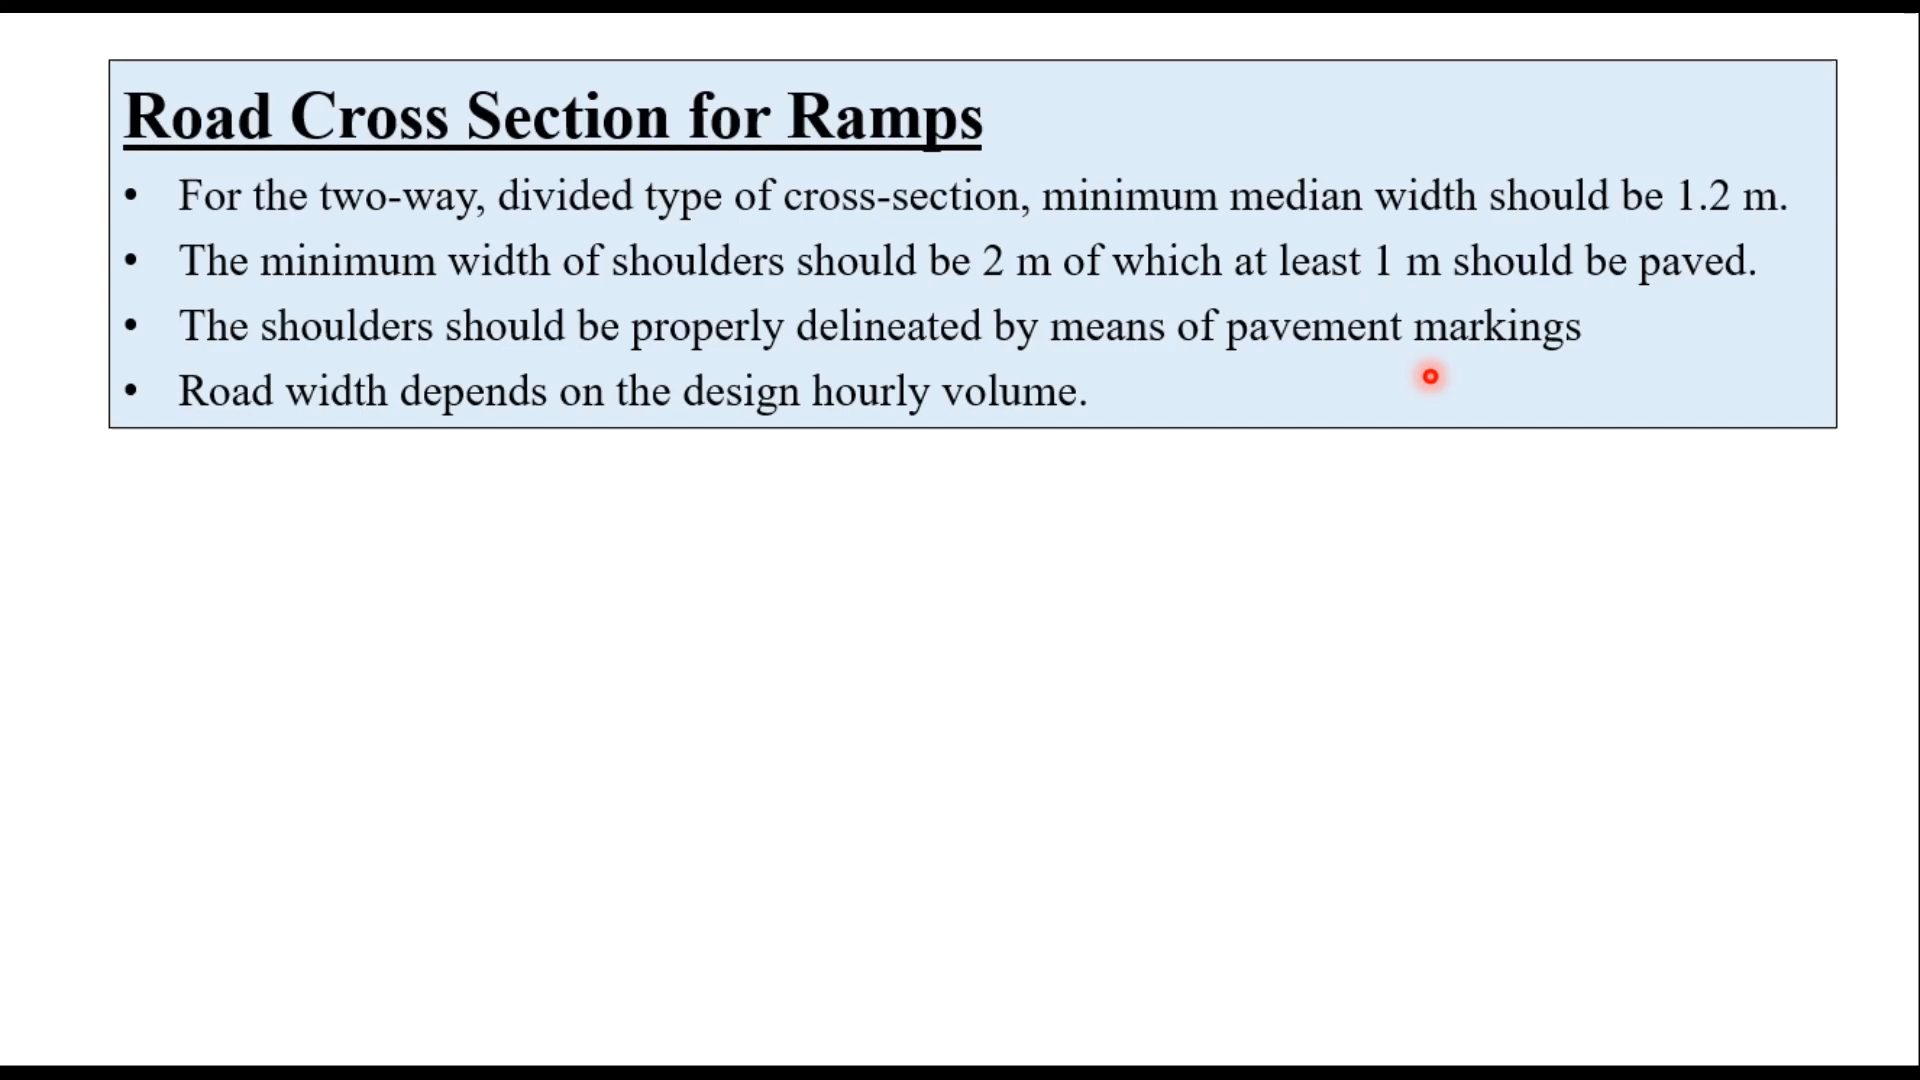 Road Cross Section for Ramps
• For the two-way, divided type of cross-section, minimum median width should be 1.2 m.
• The minimum width of shoulders should be 2 m of which at least 1 m should be paved.
• The shoulders should be properly delineated by means of pavement markings
• Road width depends on the design hourly volume.